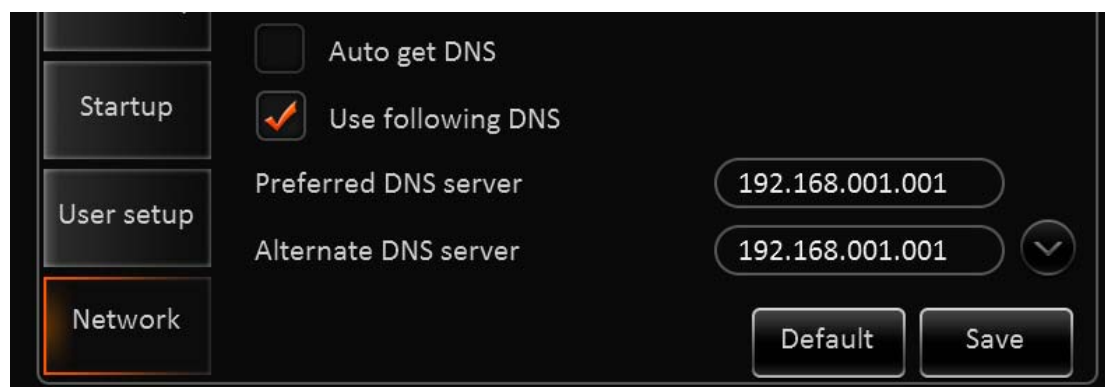 Auto get DNS
Startup
Use following DNS
Preferred DNS server 192.168.001.001
User setup
Alternate DNS server 192.168.001.001
Network
Default Save